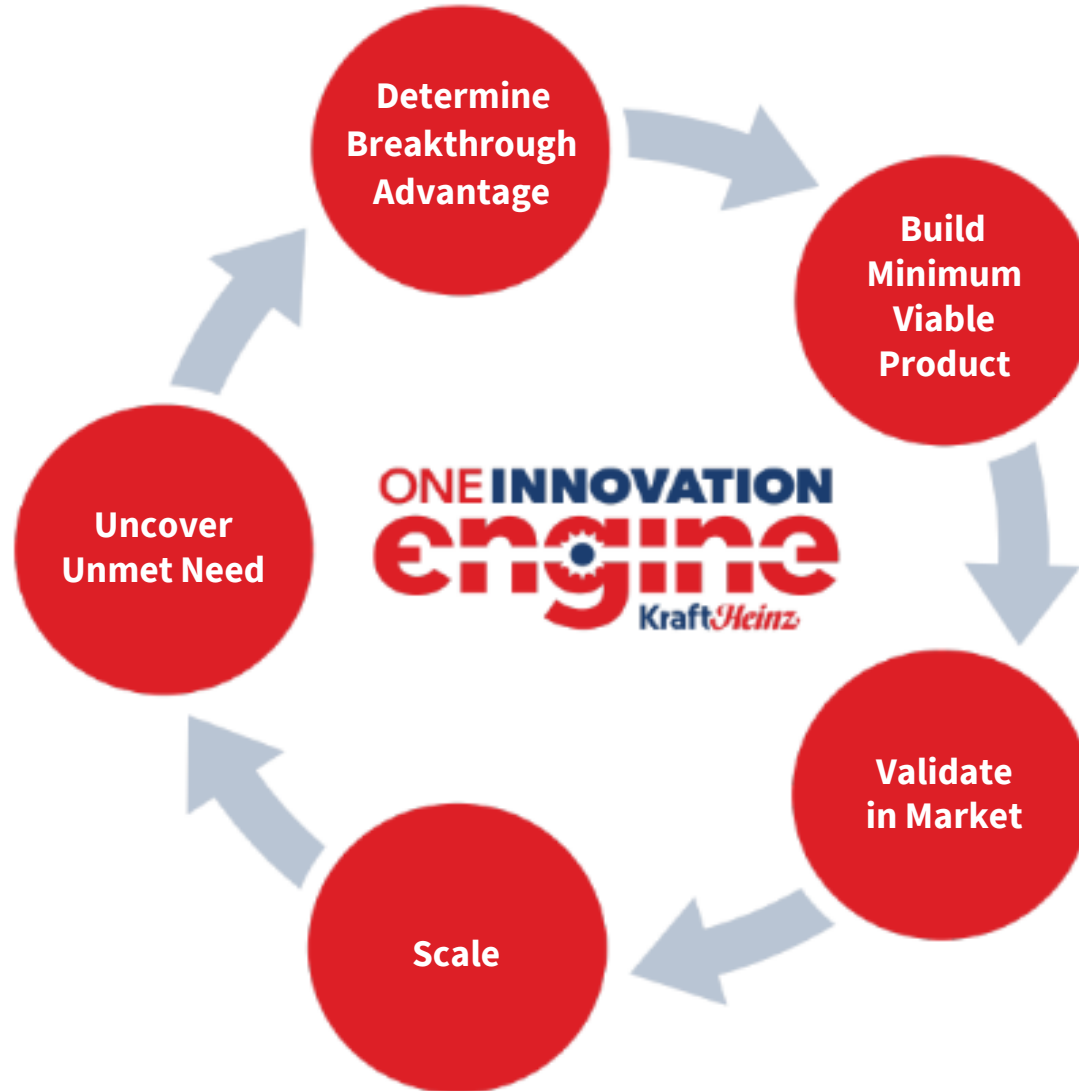 Determine
Breakthrough
Advantage
Build
Minimum
Viable
Product
Uncover
Unmet Need
ONE INNOVATION
engine
KraftHeinz
Validate
in Market
Scale